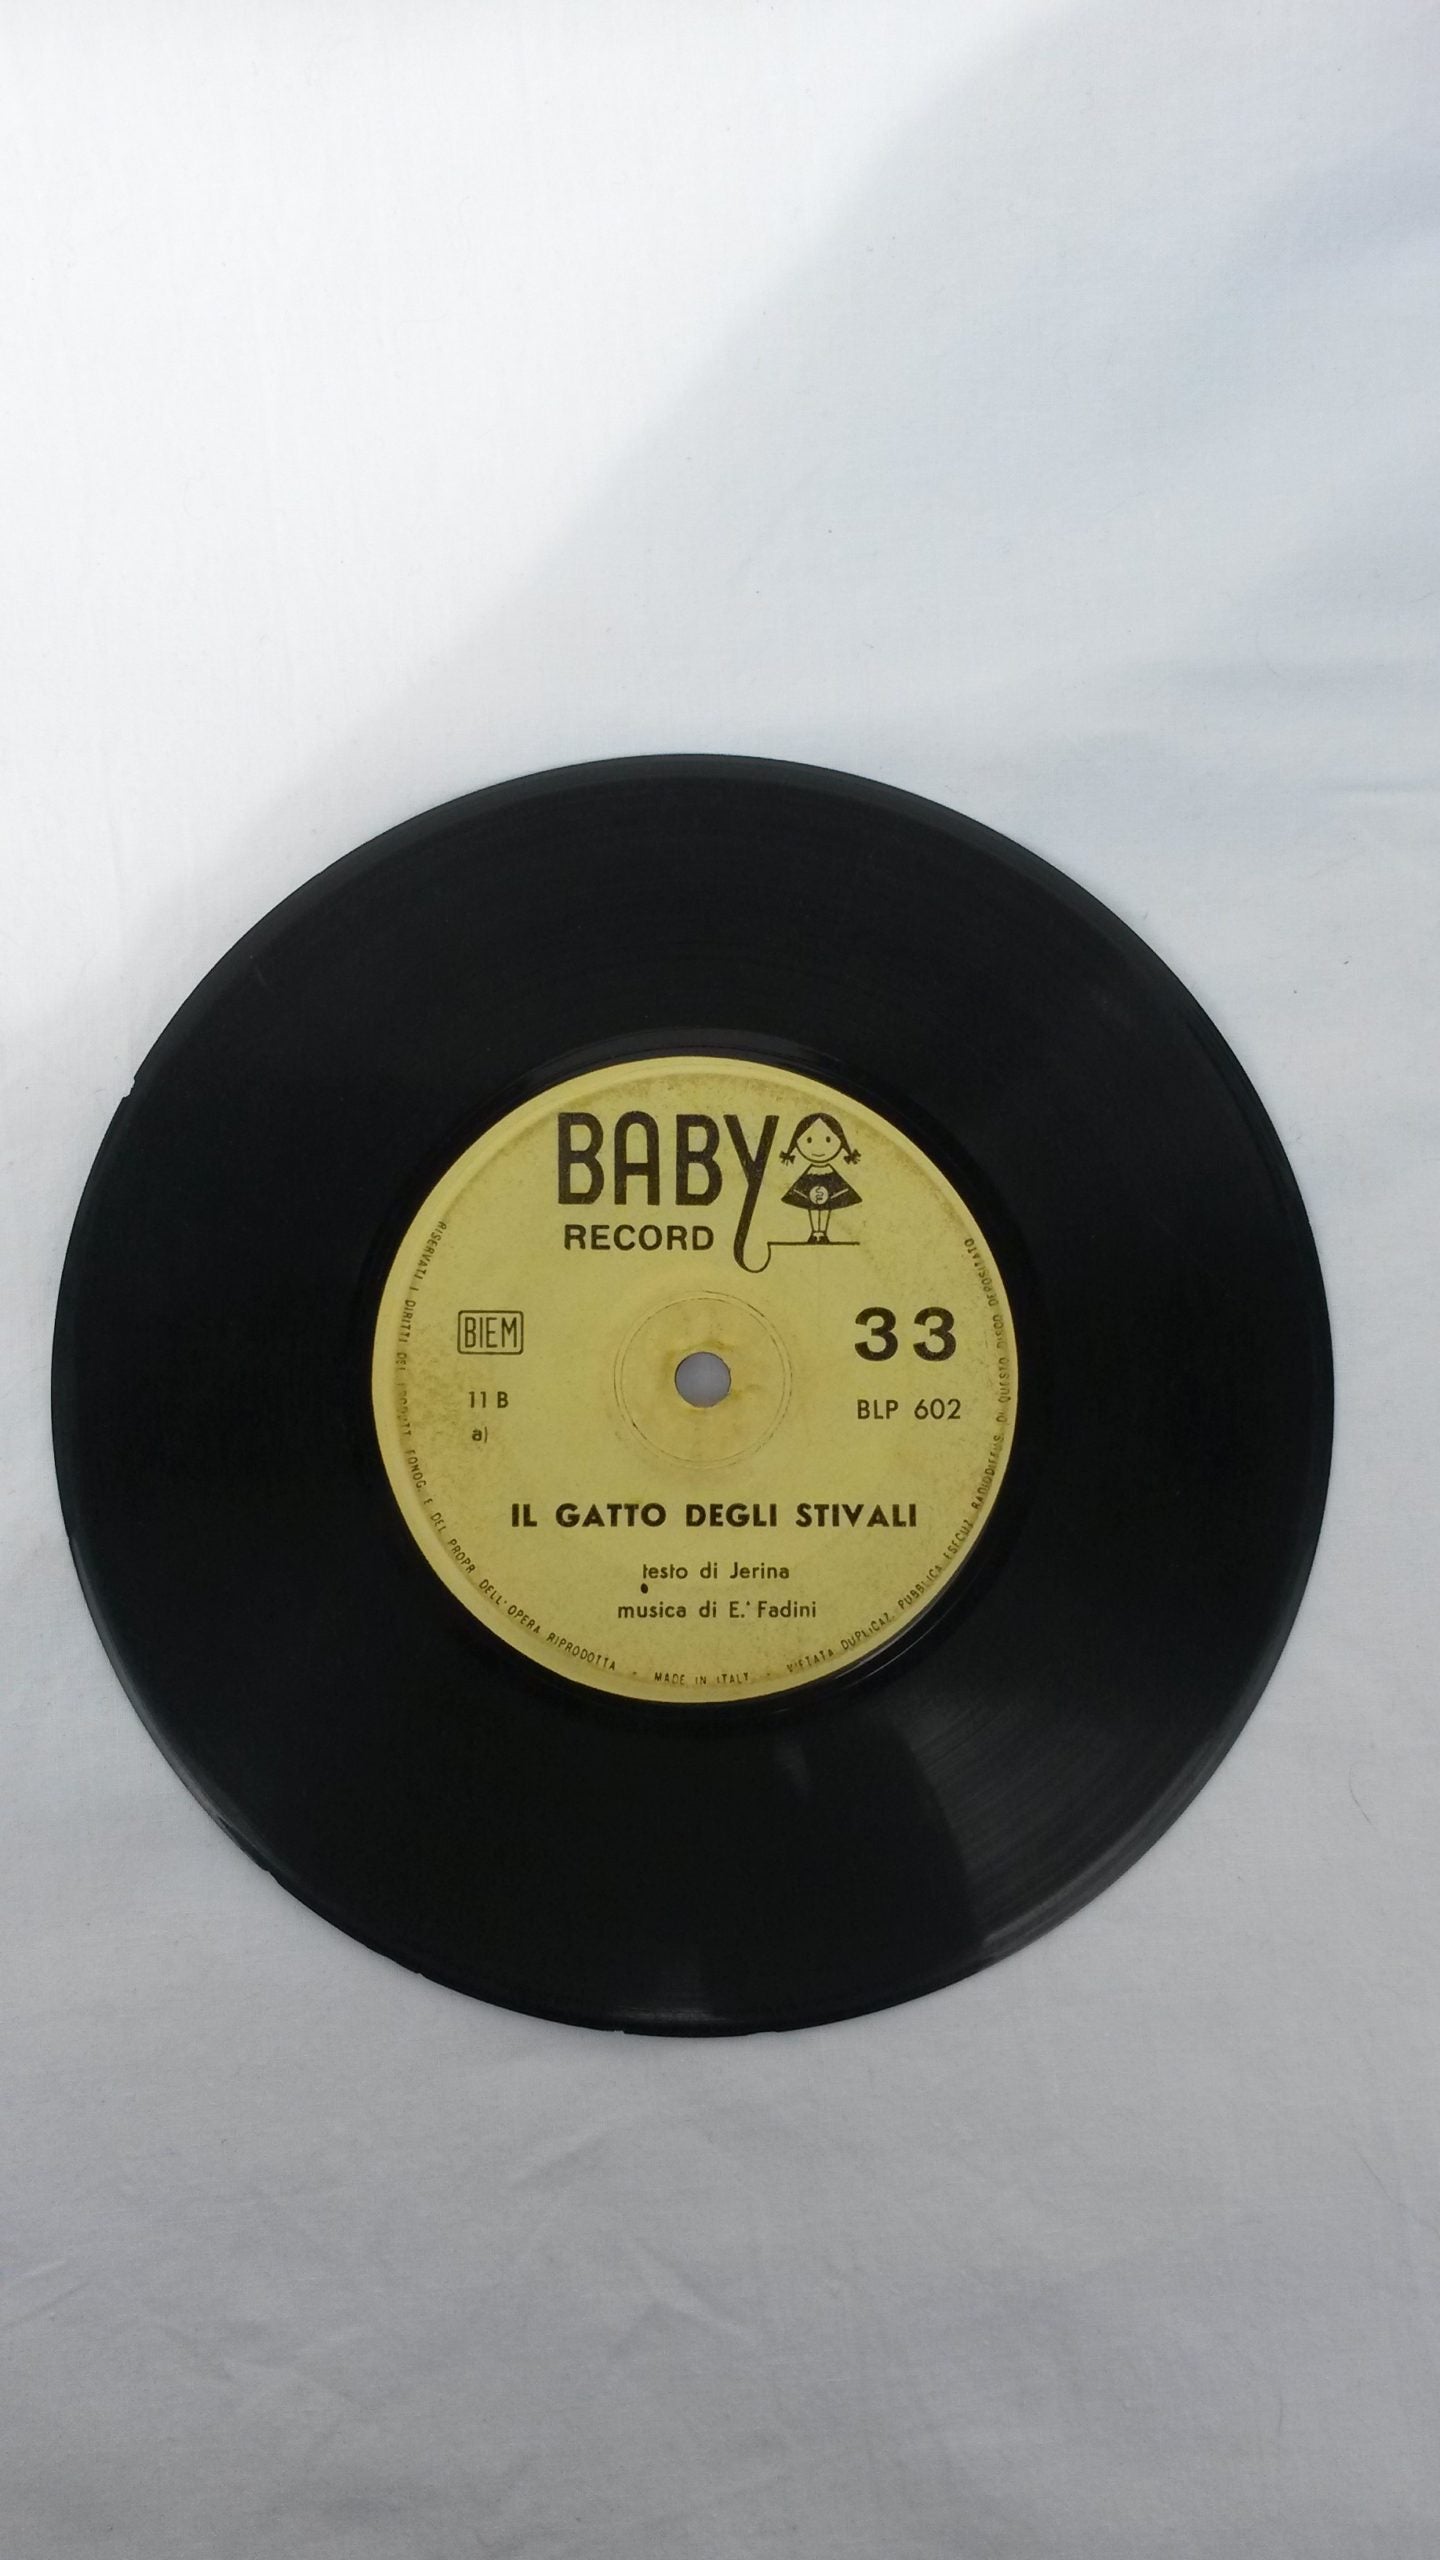 BABY
RECORD
BIEM
33
11 B
BLP 602
a)
IL GATTO DEGLI STIVALI
testo di Jerina
musica di E. Fadini
RISERVATI I DIRITTI DEL PRODUTT. FONOG. E DEL PROPR. DELL'OPERA RIPRODOTTA - MADE IN ITALY - VIETATA DUPLICAZ. PUBBLICA ESECUZ. RADIODIFFUS. DI QUESTO DISCO DEPOSITATO